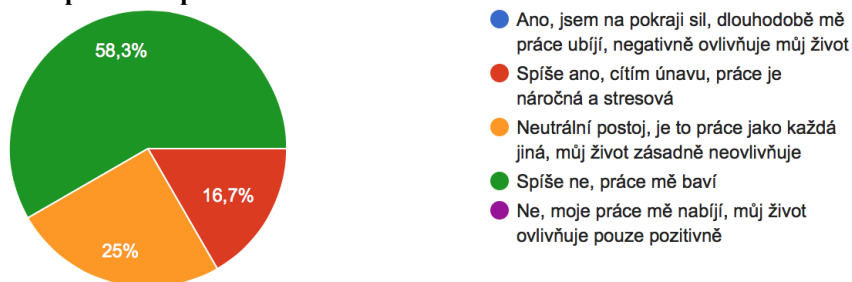 58,3%
16,7%
25%
Ano, jsem na pokraji sil, dlouhodobě mě
práce ubíjí, negativně ovlivňuje můj život
Spíše ano, cítím únavu, práce je
náročná a stresová
Neutrální postoj, je to práce jako každá
jiná, můj život zásadně neovlivňuje
Spíše ne, práce mě baví
Ne, moje práce mě nabíjí, můj život
ovlivňuje pouze pozitivně